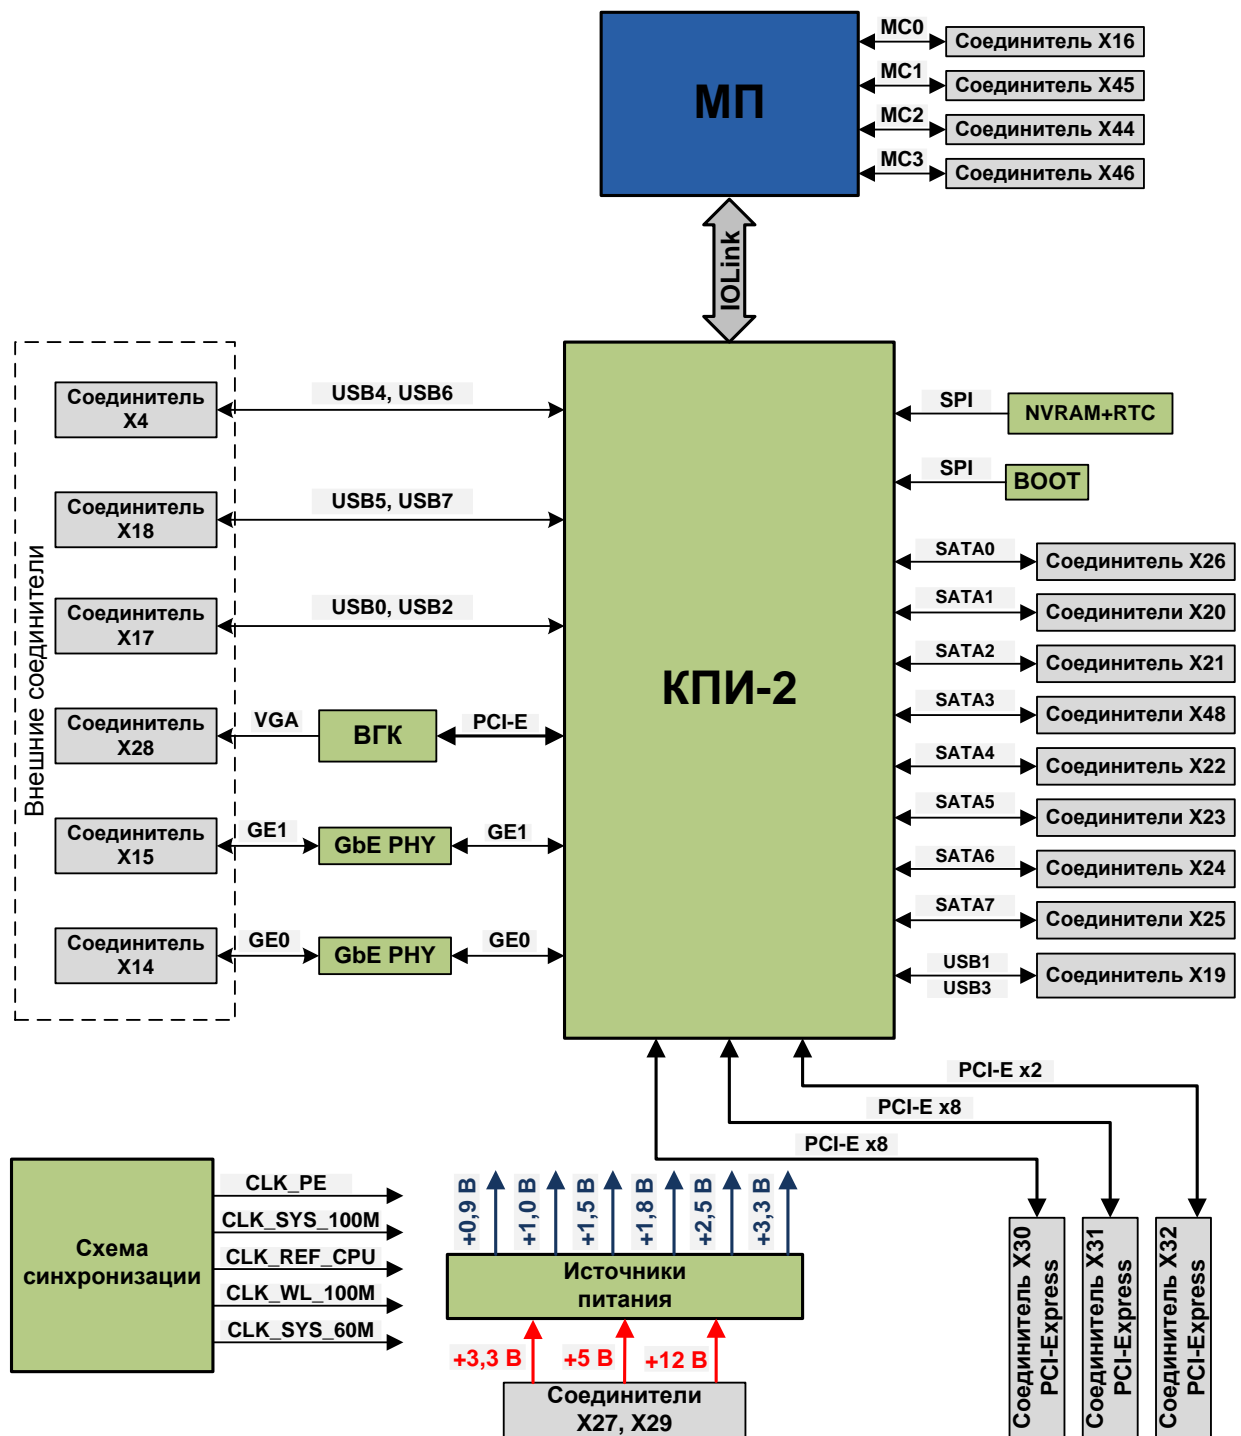 МП
MC0
Соединитель X16
MC1
Соединитель X45
MC2
Соединитель X44
MC3
Соединитель X46
IOLink
Внешние соединители
Соединитель
X4
USB4, USB6
Соединитель
X18
USB5, USB7
Соединитель
X17
USB0, USB2
Соединитель
X28
VGA
ВГК
PCI-E
Соединитель
X15
GE1
GbE PHY
GE1
Соединитель
X14
GE0
GbE PHY
GE0
КПИ-2
SPI
NVRAM+RTC
SPI
BOOT
SATA0
Соединитель X26
SATA1
Соединители X20
SATA2
Соединитель X21
SATA3
Соединитель X48
SATA4
Соединитель X22
SATA5
Соединители X23
SATA6
Соединитель X24
SATA7
Соединители X25
USB1
USB3
Соединитель X19
PCI-E x2
PCI-E x8
PCI-E x8
Соединитель X30
PCI-Express
Соединитель X31
PCI-Express
Соединитель X32
PCI-Express
Схема
синхронизации
CLK_PE
CLK_SYS_100M
CLK_REF_CPU
CLK_WL_100M
CLK_SYS_60M
+0,9 В
+1,0 В
+1,5 В
+1,8 В
+2,5 В
+3,3 В
Источники
питания
+3,3 В
+5 В
+12 В
Соединители
X27, X29